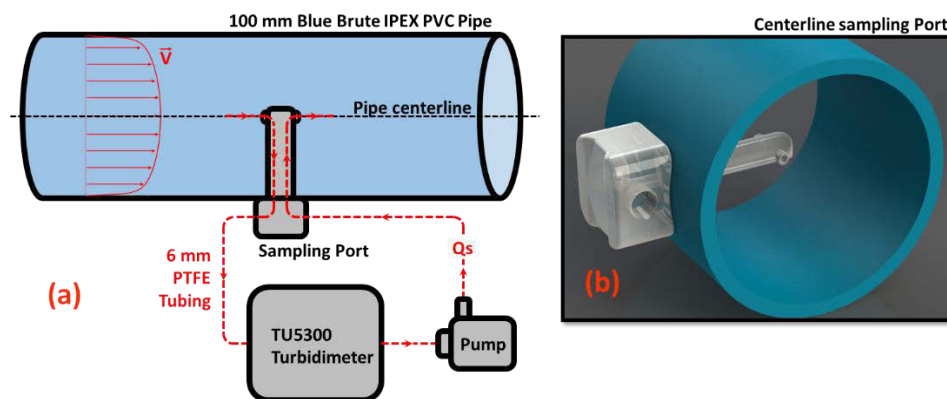 100 mm Blue Brute IPEX PVC Pipe
Centerline sampling Port
V
Pipe centerline
Sampling Port
6 mm
PTFE
Tubing
Qs
(a)
TU5300
Turbidimeter
Pump
(b)